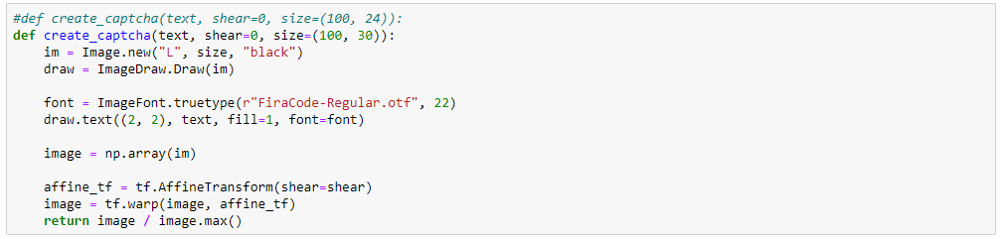 #def create_captcha(text, shear=0, size=(100, 24)):
def create_captcha(text, shear=0, size=(100, 30)):
    im = Image.new("L", size, "black")
    draw = ImageDraw.Draw(im)

    font = ImageFont.truetype(r"FiraCode-Regular.otf", 22)
    draw.text((2, 2), text, fill=1, font=font)

    image = np.array(im)

    affine_tf = tf.AffineTransform(shear=shear)
    image = tf.warp(image, affine_tf)
    return image / image.max()